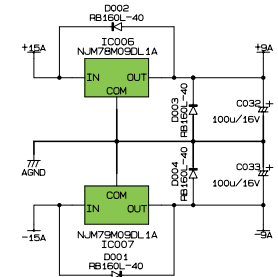 D002
RB160L-40
+15A
IC006
NJM78M09DL1A
+9A
IN
OUT
COM
D003
RB160L-40
C032
+
100u/16V
AGND
D004
RB160L-40
C033
+
100u/16V
COM
IN
OUT
-15A
NJM79M09DL1A
IC007
-9A
RB160L-40
D001